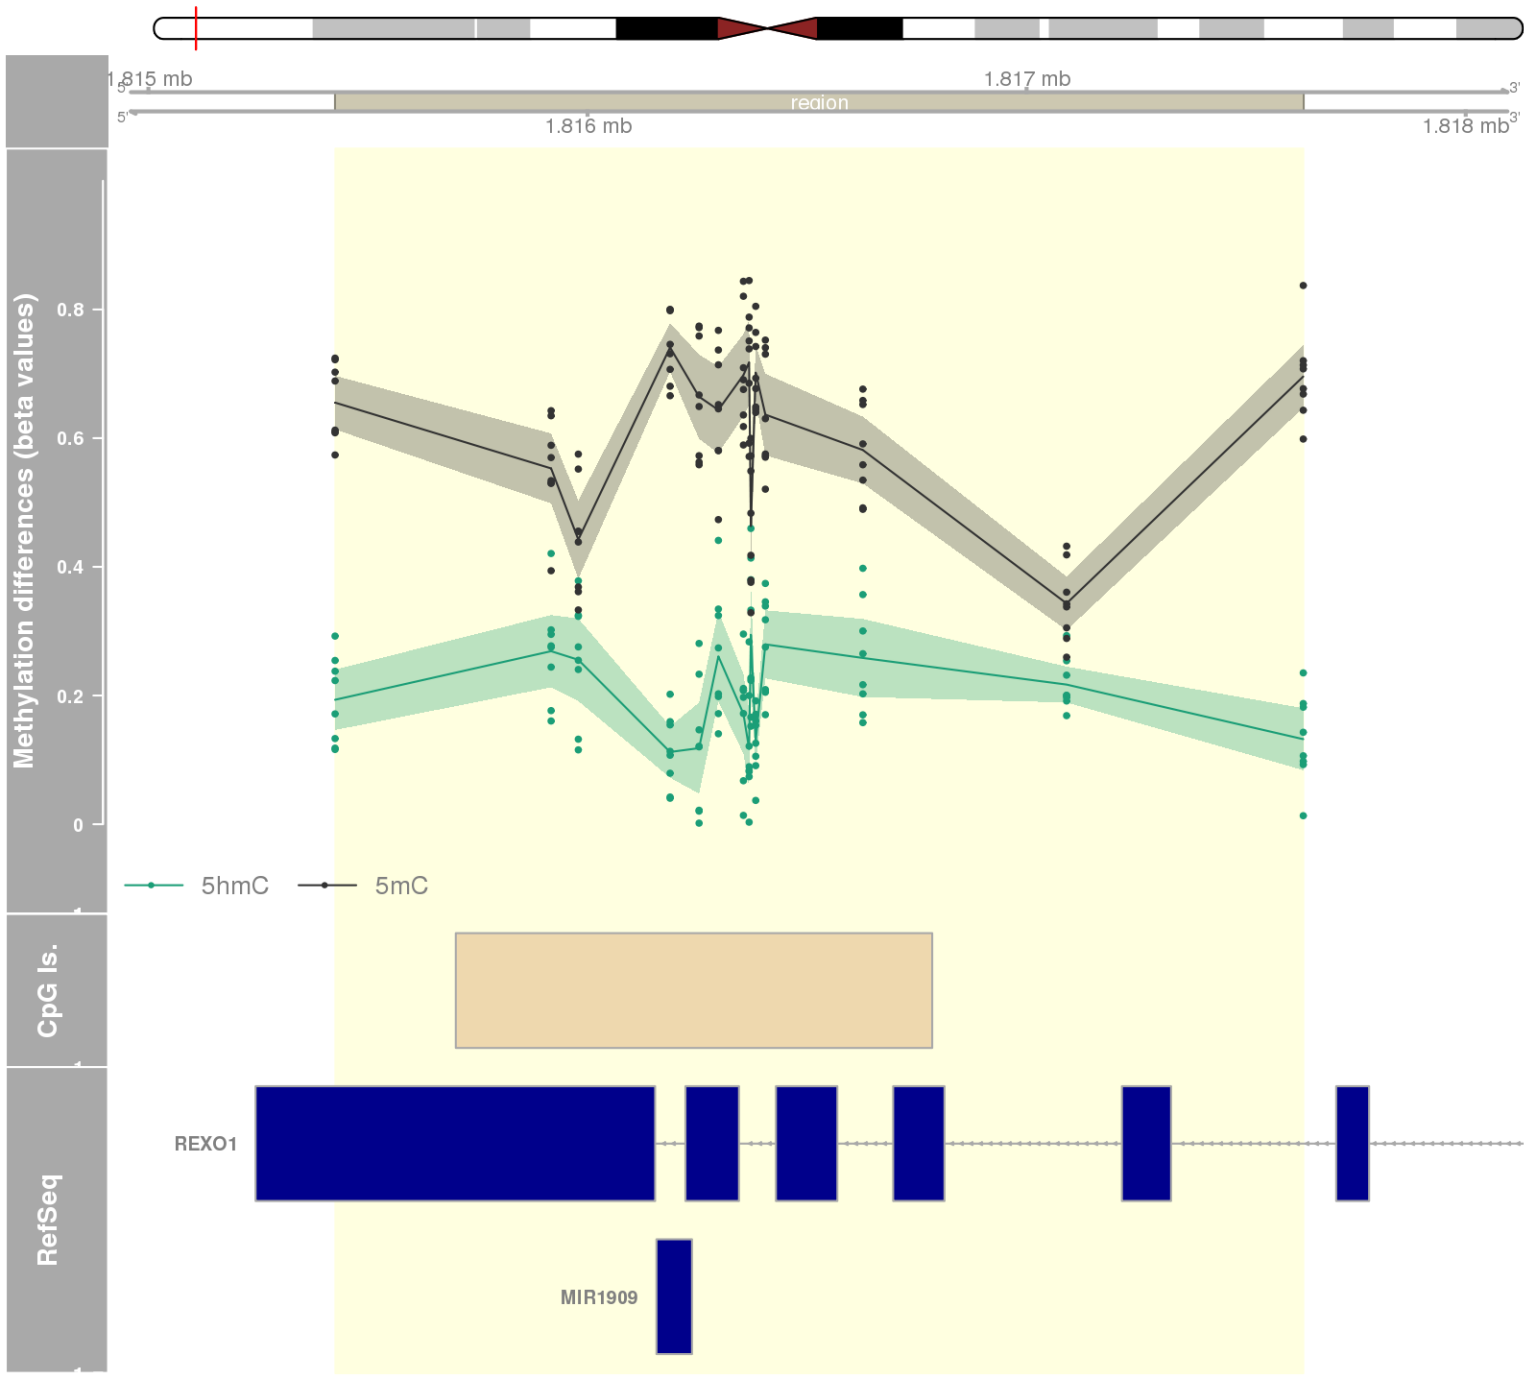 1.815 mb
1.817 mb
5'
3'
region
5'
3'
1.816 mb
1.818 mb
Methylation differences (beta values)
0.8
0.6
0.4
0.2
0
5hmC
5mC
CpG Is.
RefSeq
REXO1
MIR1909